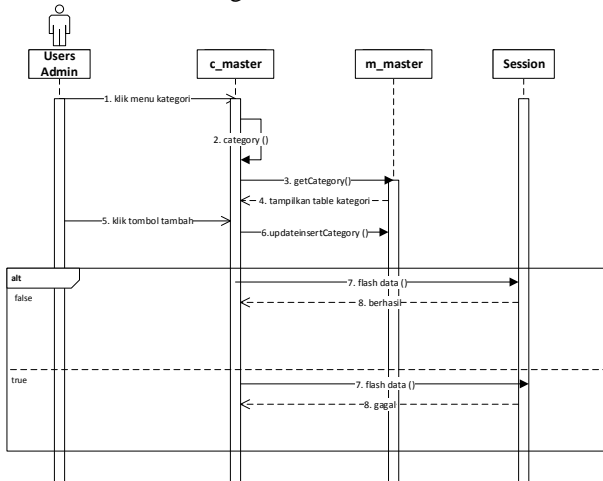 Users
Admin
c_master
m_master
Session
1. klik menu kategori
2. category ()
3. getCategory()
4. tampilkan table kategori
5. klik tombol tambah
6.updateinsertCategory ()
alt
false
7. flash data ()
8. berhasil
true
7. flash data ()
8. gagal